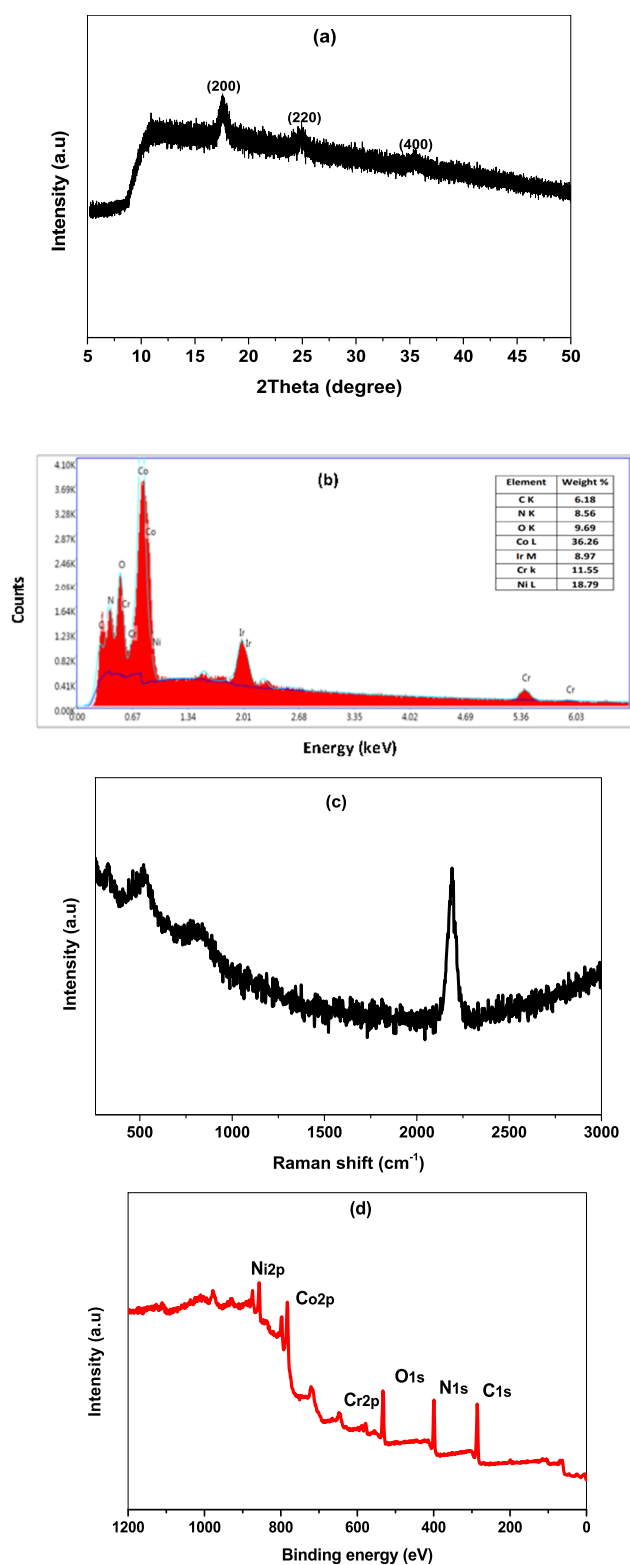 (a)
(200)
(220)
(400)
Intensity (a.u)
5 10 15 20 25 30 35 40 45 50
2Theta (degree)
(b)
4.10K
3.69K
3.28K
2.87K
2.46K
2.05K
1.64K
1.23K
0.82K
0.41K
0.00K
Counts
C
N
O
Cr
Cr
Co
Co
Ni
Ir
Ir
Cr
Cr
Element Weight %
C K 6.18
N K 8.56
O K 9.69
Co L 36.26
Ir M 8.97
Cr k 11.55
Ni L 18.79
0.00 0.67 1.34 2.01 2.68 3.35 4.02 4.69 5.36 6.03
Energy (keV)
(c)
Intensity (a.u)
500 1000 1500 2000 2500 3000
Raman shift (cm-1)
(d)
Ni2p
Co2p
Cr2p
O1s
N1s
C1s
Intensity (a.u)
1200 1000 800 600 400 200 0
Binding energy (eV)